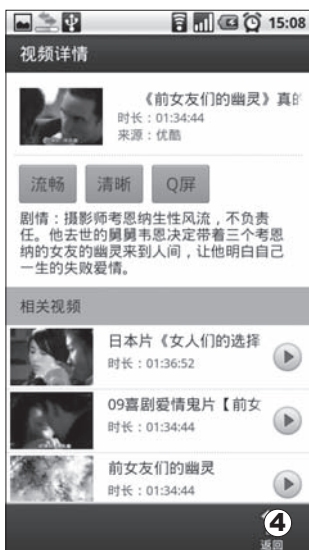 15:08
视频详情
《前女友们的幽灵》真的
时长：01:34:44
来源：优酷
流畅
清晰
Q屏
剧情：摄影师考恩纳生性风流，不负责
任。他去世的舅舅韦恩决定带着三个考恩
纳的女友的幽灵来到人间，让他明白自己
一生的失败爱情。
相关视频
日本片《女人们的选择
时长：01:36:52
09喜剧爱情鬼片【前女
时长：01:34:44
前女友们的幽灵
时长：01:34:44
4
返回